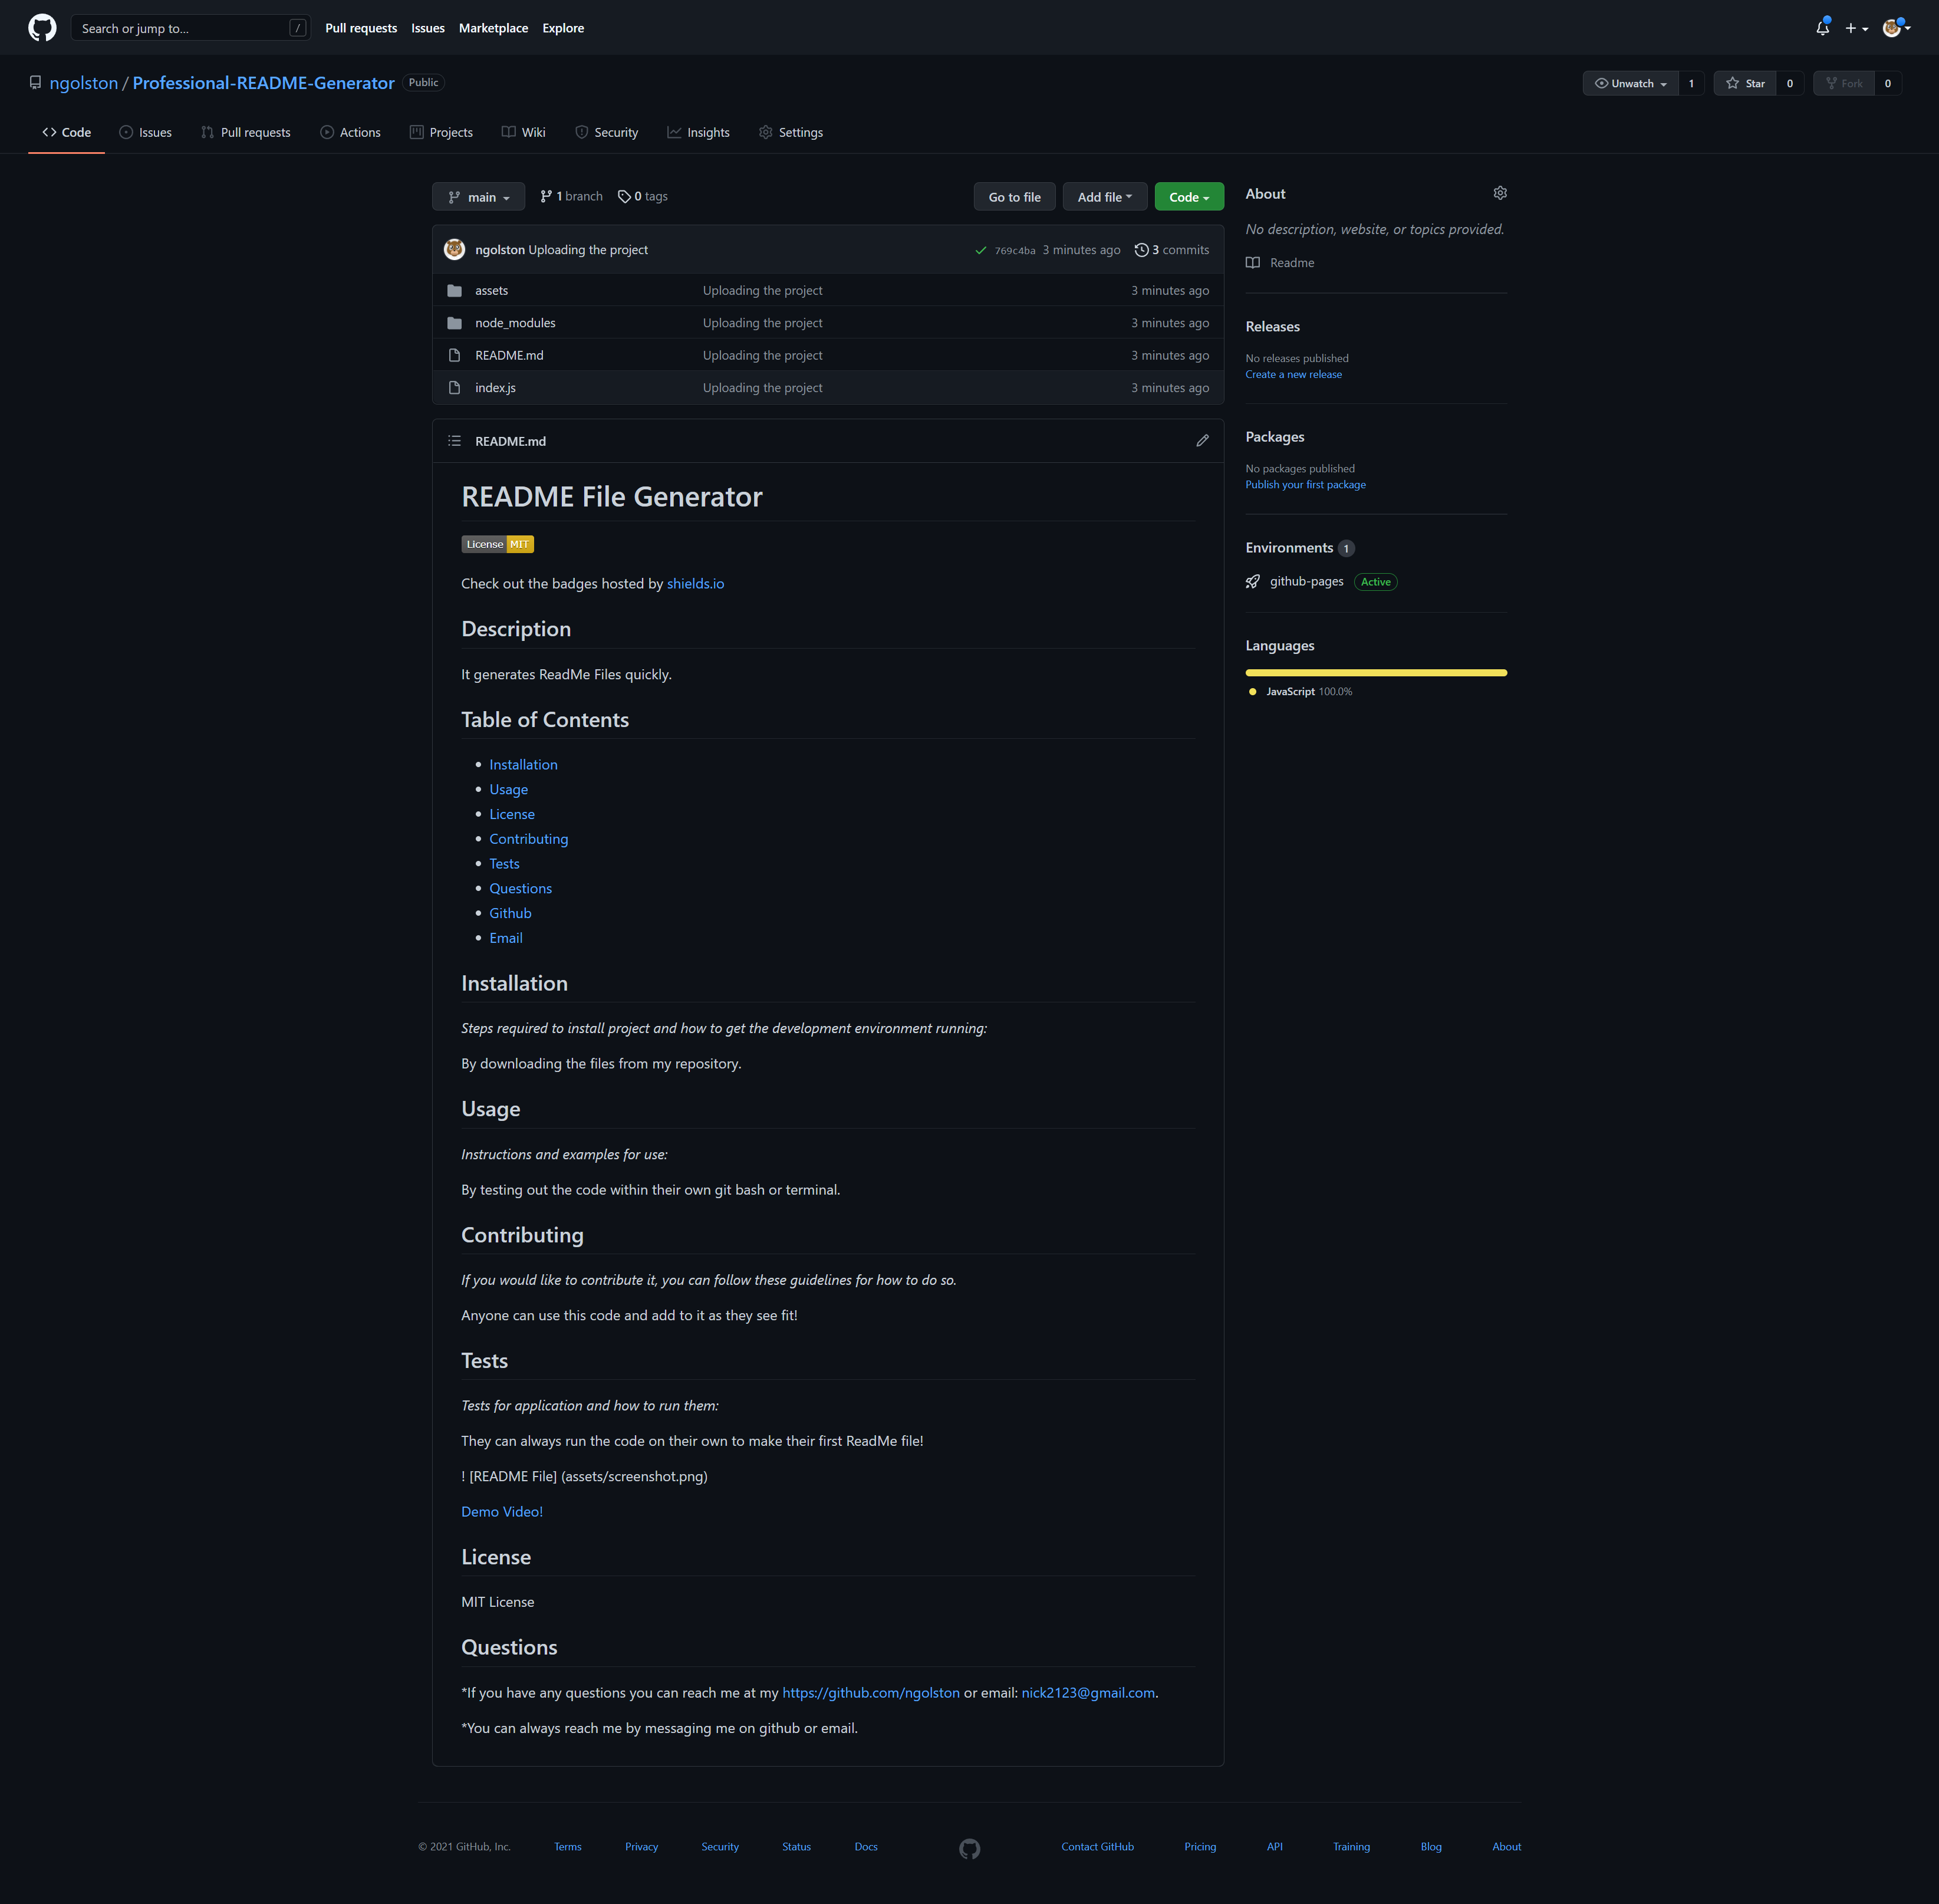 Search or jump to... /
Pull requests Issues Marketplace Explore
ngolston / Professional-README-Generator Public
Unwatch 1 Star 0 Fork 0
Code Issues Pull requests Actions Projects Wiki Security Insights Settings
main 1 branch 0 tags
Go to file Add file Code
ngolston Uploading the project 769c4ba 3 minutes ago 3 commits
assets Uploading the project 3 minutes ago
node_modules Uploading the project 3 minutes ago
README.md Uploading the project 3 minutes ago
index.js Uploading the project 3 minutes ago
README.md
README File Generator
License MIT
Check out the badges hosted by shields.io
Description
It generates ReadMe Files quickly.
Table of Contents
Installation
Usage
License
Contributing
Tests
Questions
Github
Email
Installation
Steps required to install project and how to get the development environment running:
By downloading the files from my repository.
Usage
Instructions and examples for use:
By testing out the code within their own git bash or terminal.
Contributing
If you would like to contribute it, you can follow these guidelines for how to do so.
Anyone can use this code and add to it as they see fit!
Tests
Tests for application and how to run them:
They can always run the code on their own to make their first ReadMe file!
! [README File] (assets/screenshot.png)
Demo Video!
License
MIT License
Questions
*If you have any questions you can reach me at my https://github.com/ngolston or email: nick2123@gmail.com.
*You can always reach me by messaging me on github or email.
About
No description, website, or topics provided.
Readme
Releases
No releases published
Create a new release
Packages
No packages published
Publish your first package
Environments 1
github-pages Active
Languages
JavaScript 100.0%
© 2021 GitHub, Inc. Terms Privacy Security Status Docs Contact GitHub Pricing API Training Blog About